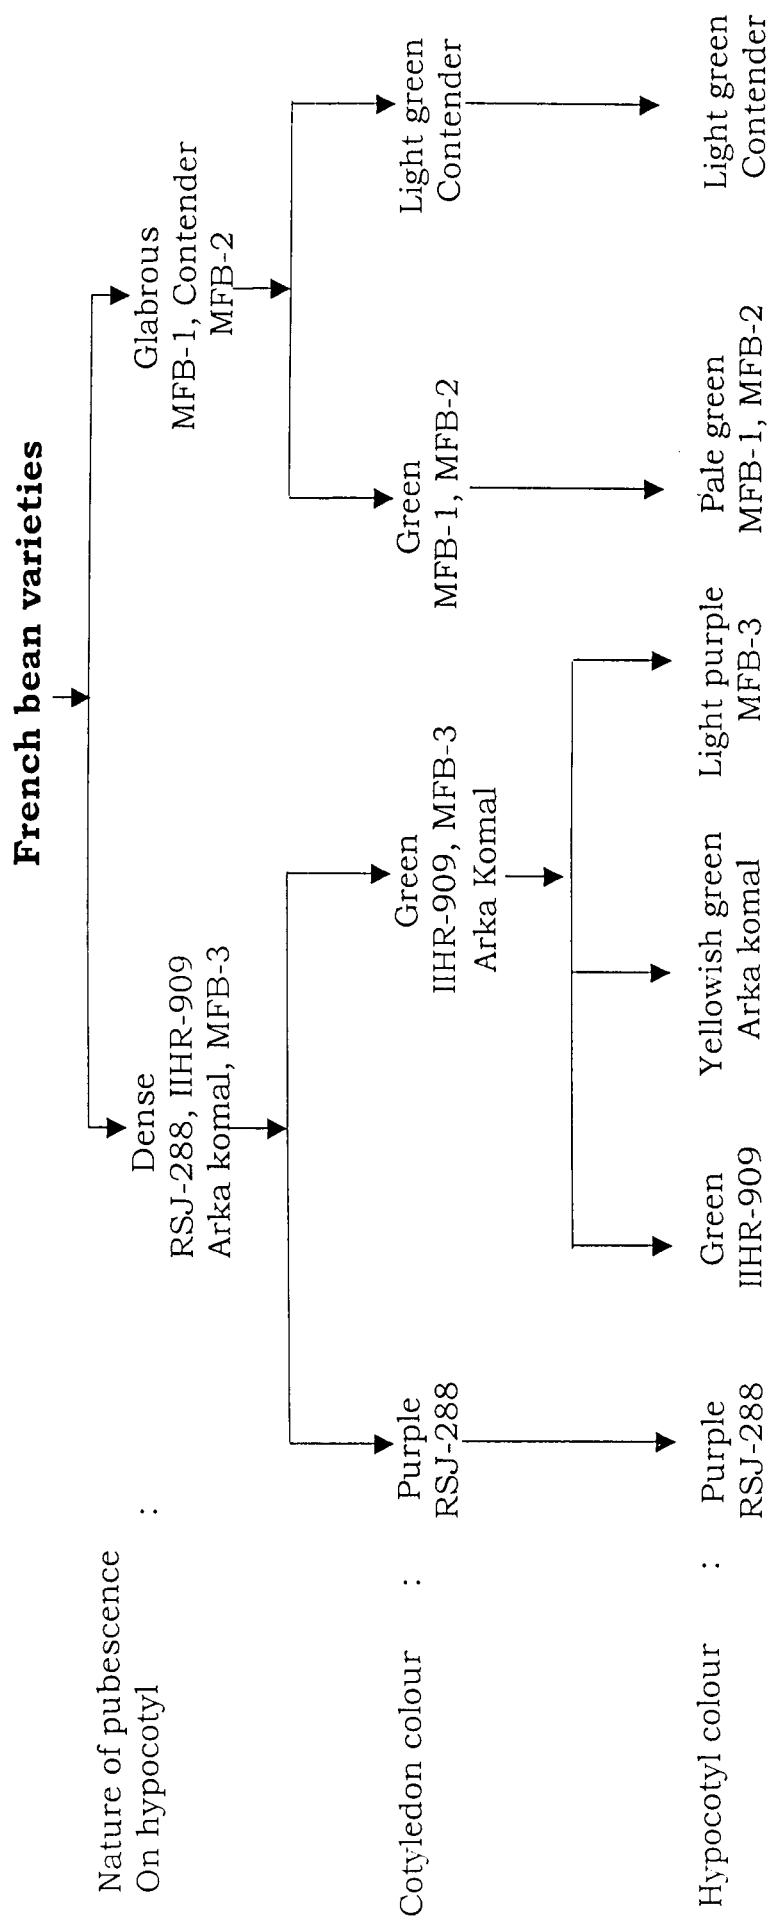 French bean varieties
Nature of pubescence
On hypocotyl
:
Dense
RSJ-288, IIHR-909
Arka komal, MFB-3
Glabrous
MFB-1, Contender
MFB-2
Cotyledon colour :
Purple
RSJ-288
Green
IIHR-909, MFB-3
Arka Komal
Green
MFB-1, MFB-2
Light green
Contender
Hypocotyl colour :
Purple
RSJ-288
Green
IIHR-909
Yellowish green
Arka komal
Light purple
MFB-3
Pale green
MFB-1, MFB-2
Light green
Contender